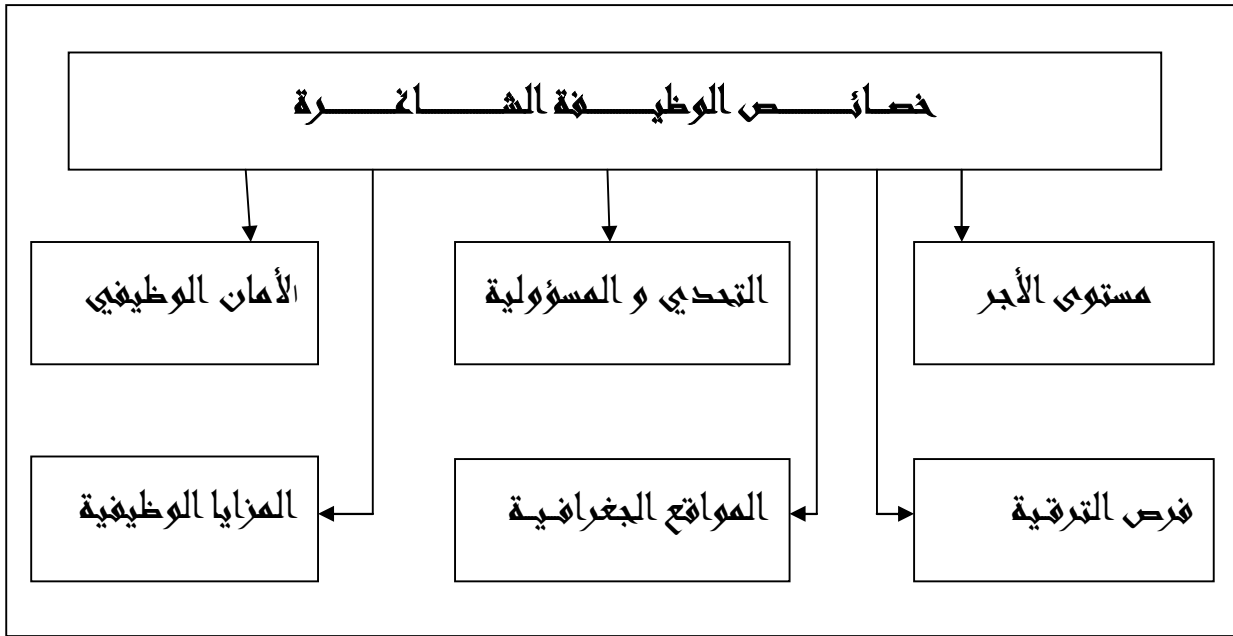 خصائص الوظيفة الشاغرة
مستوى الأجر
التحدي و المسؤولية
الأمان الوظيفي
فرص الترقية
المواقع الجغرافية
المزايا الوظيفية